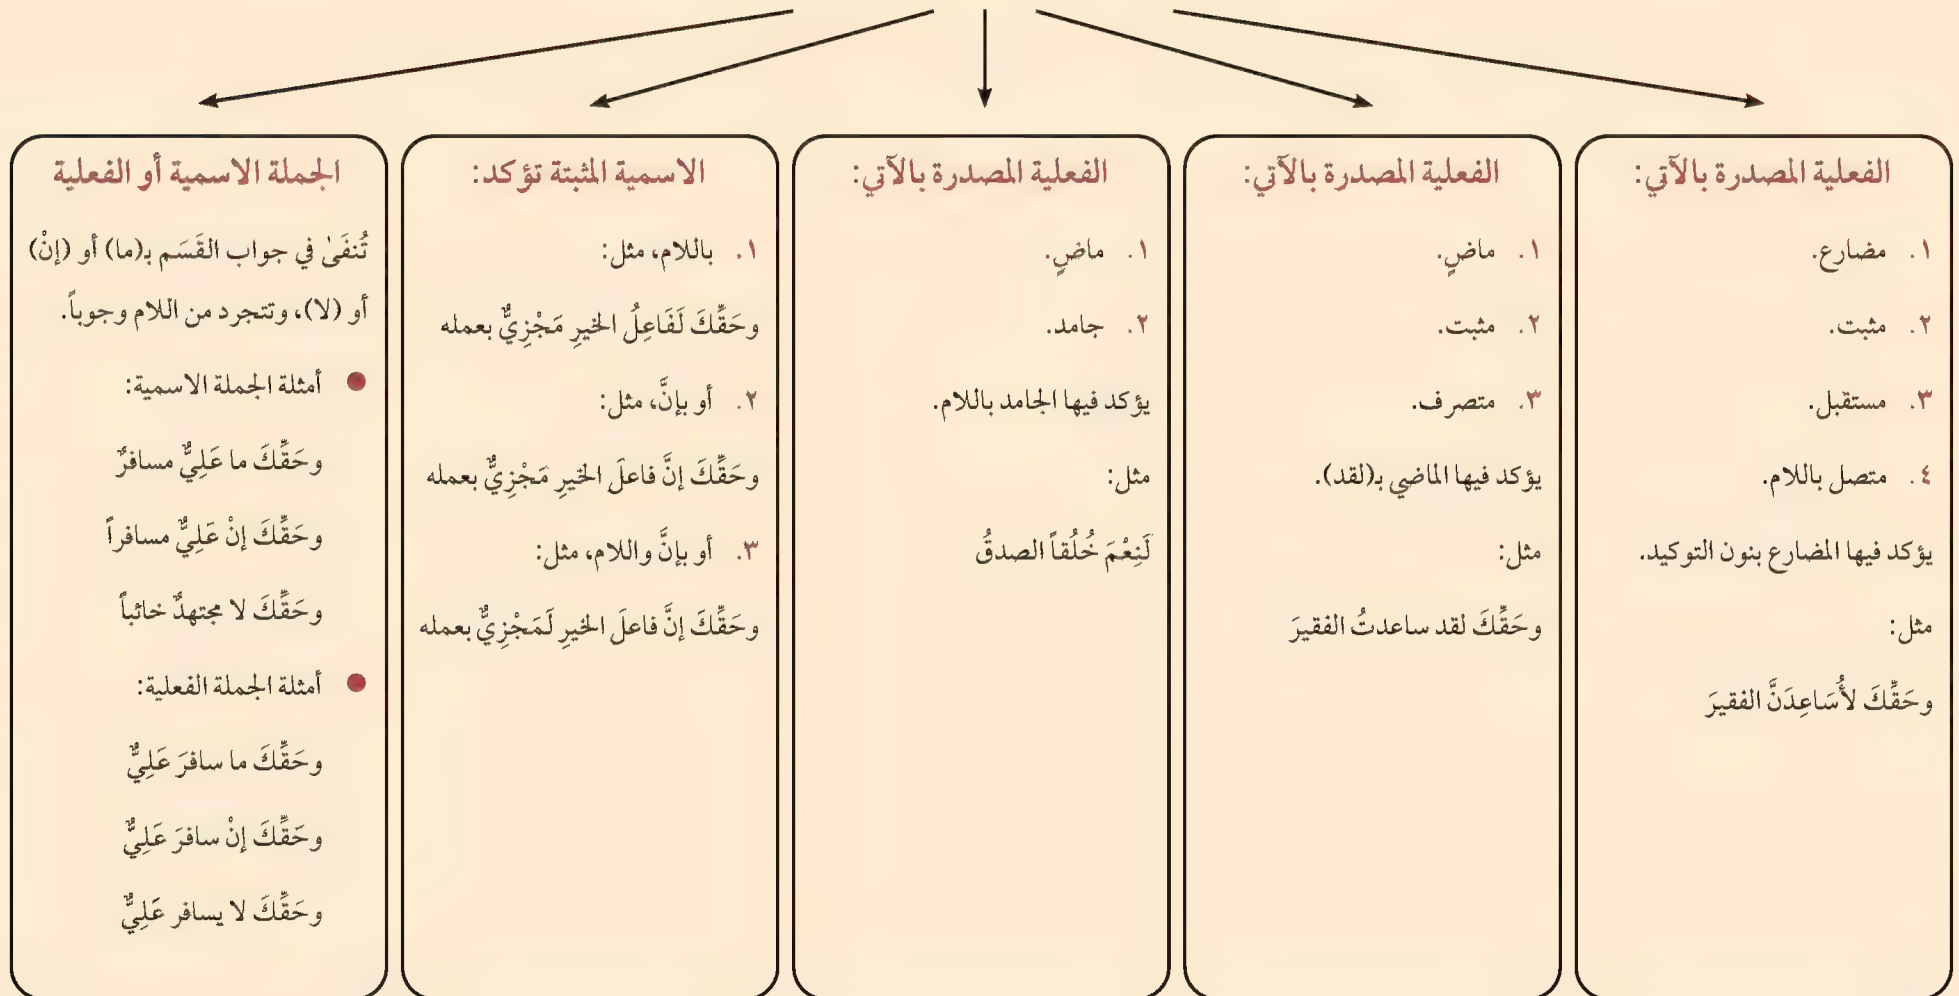 الفعلية المصدرة بالآتي:
١. مضارع.
٢. مثبت.
٣. مستقبل.
٤. متصل باللام.
يؤكد فيها المضارع بنون التوكيد.
مثل:
وحَقِّكَ لأُسَاعِدَنَّ الفقيرَ
الفعلية المصدرة بالآتي:
١. ماضٍ.
٢. مثبت.
٣. متصرف.
يؤكد فيها الماضي بـ(لقد).
مثل:
وحَقِّكَ لقد ساعدتُ الفقيرَ
الفعلية المصدرة بالآتي:
١. ماضٍ.
٢. جامد.
يؤكد فيها الجامد باللام.
مثل:
لَنِعْمَ خُلُقاً الصدقُ
الاسمية المثبتة تؤكد:
١. باللام، مثل:
وحَقِّكَ لَفَاعِلُ الخيرِ مَجْزِيٌّ بعمله
٢. أو بإنَّ، مثل:
وحَقِّكَ إنَّ فاعلَ الخيرِ مَجْزِيٌّ بعمله
٣. أو بإنَّ واللام، مثل:
وحَقِّكَ إنَّ فاعلَ الخيرِ لَمَجْزِيٌّ بعمله
الجملة الاسمية أو الفعلية
تُنفَىٰ في جواب القَسَم بـ(ما) أو (إنْ)
أو (لا)، وتتجرد من اللام وجوباً.
● أمثلة الجملة الاسمية:
وحَقِّكَ ما عَلِيٌّ مسافرٌ
وحَقِّكَ إنْ عَلِيٌّ مسافراً
وحَقِّكَ لا مجتهدٌ خائباً
● أمثلة الجملة الفعلية:
وحَقِّكَ ما سافرَ عَلِيٌّ
وحَقِّكَ إنْ سافرَ عَلِيٌّ
وحَقِّكَ لا يسافر عَلِيٌّ